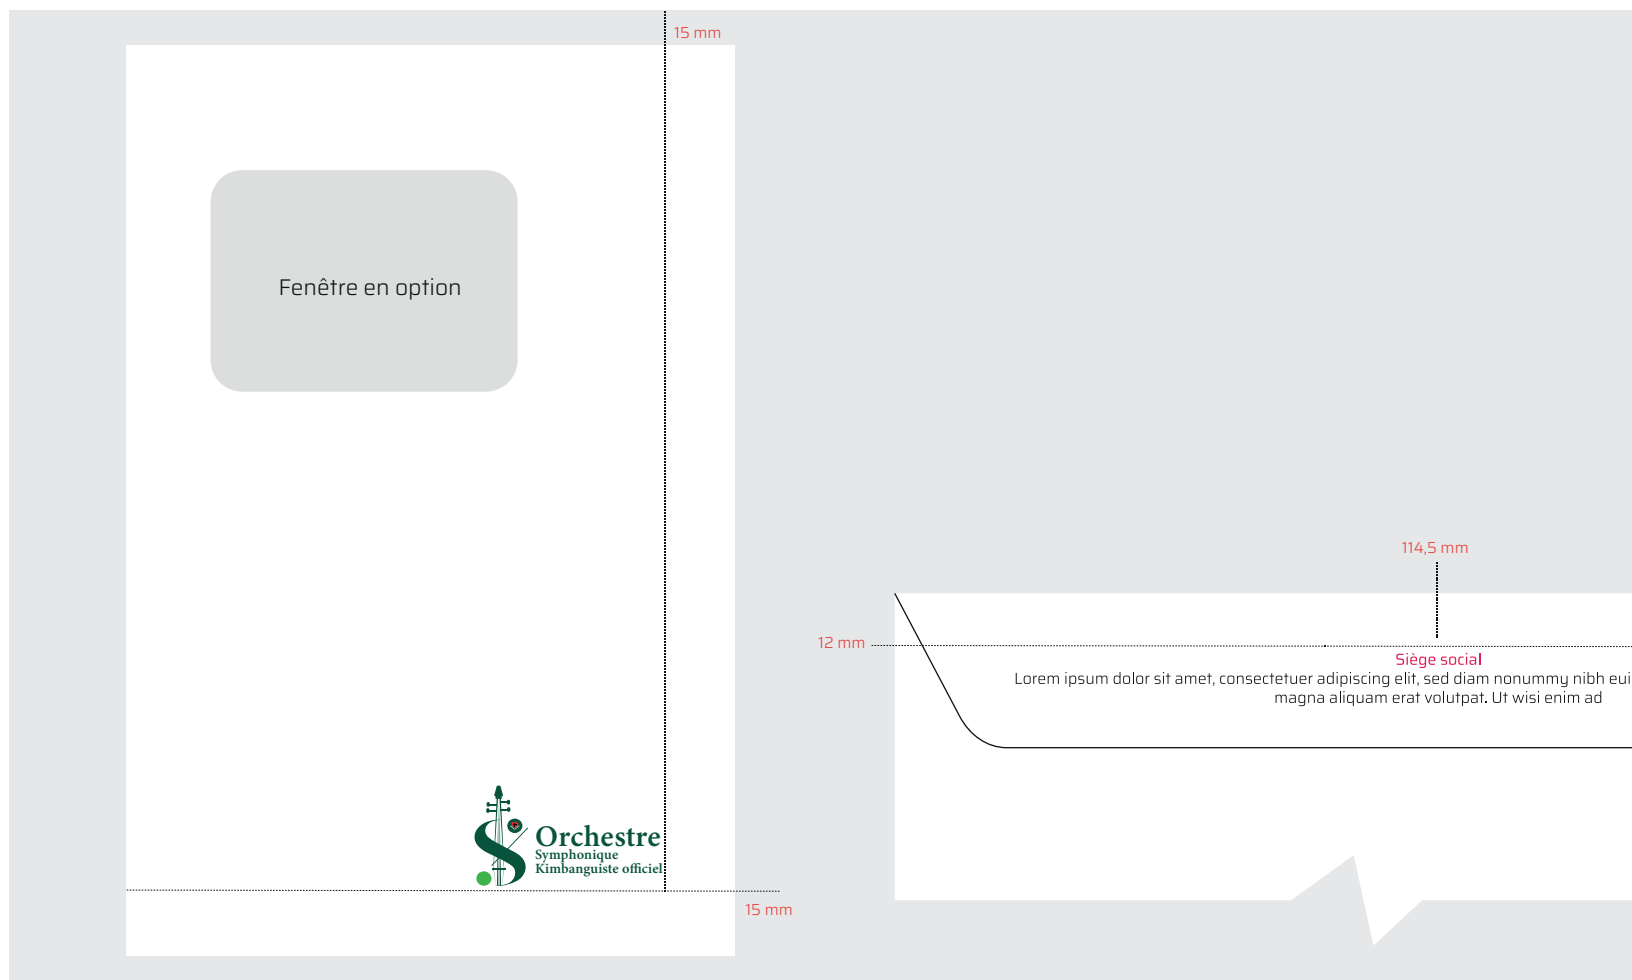 15 mm
Fenêtre en option
Orchestre
Symphonique
Kimbanguiste officiel
15 mm
114,5 mm
12 mm
Siège social
Lorem ipsum dolor sit amet, consectetuer adipiscing elit, sed diam nonummy nibh eui
magna aliquam erat volutpat. Ut wisi enim ad